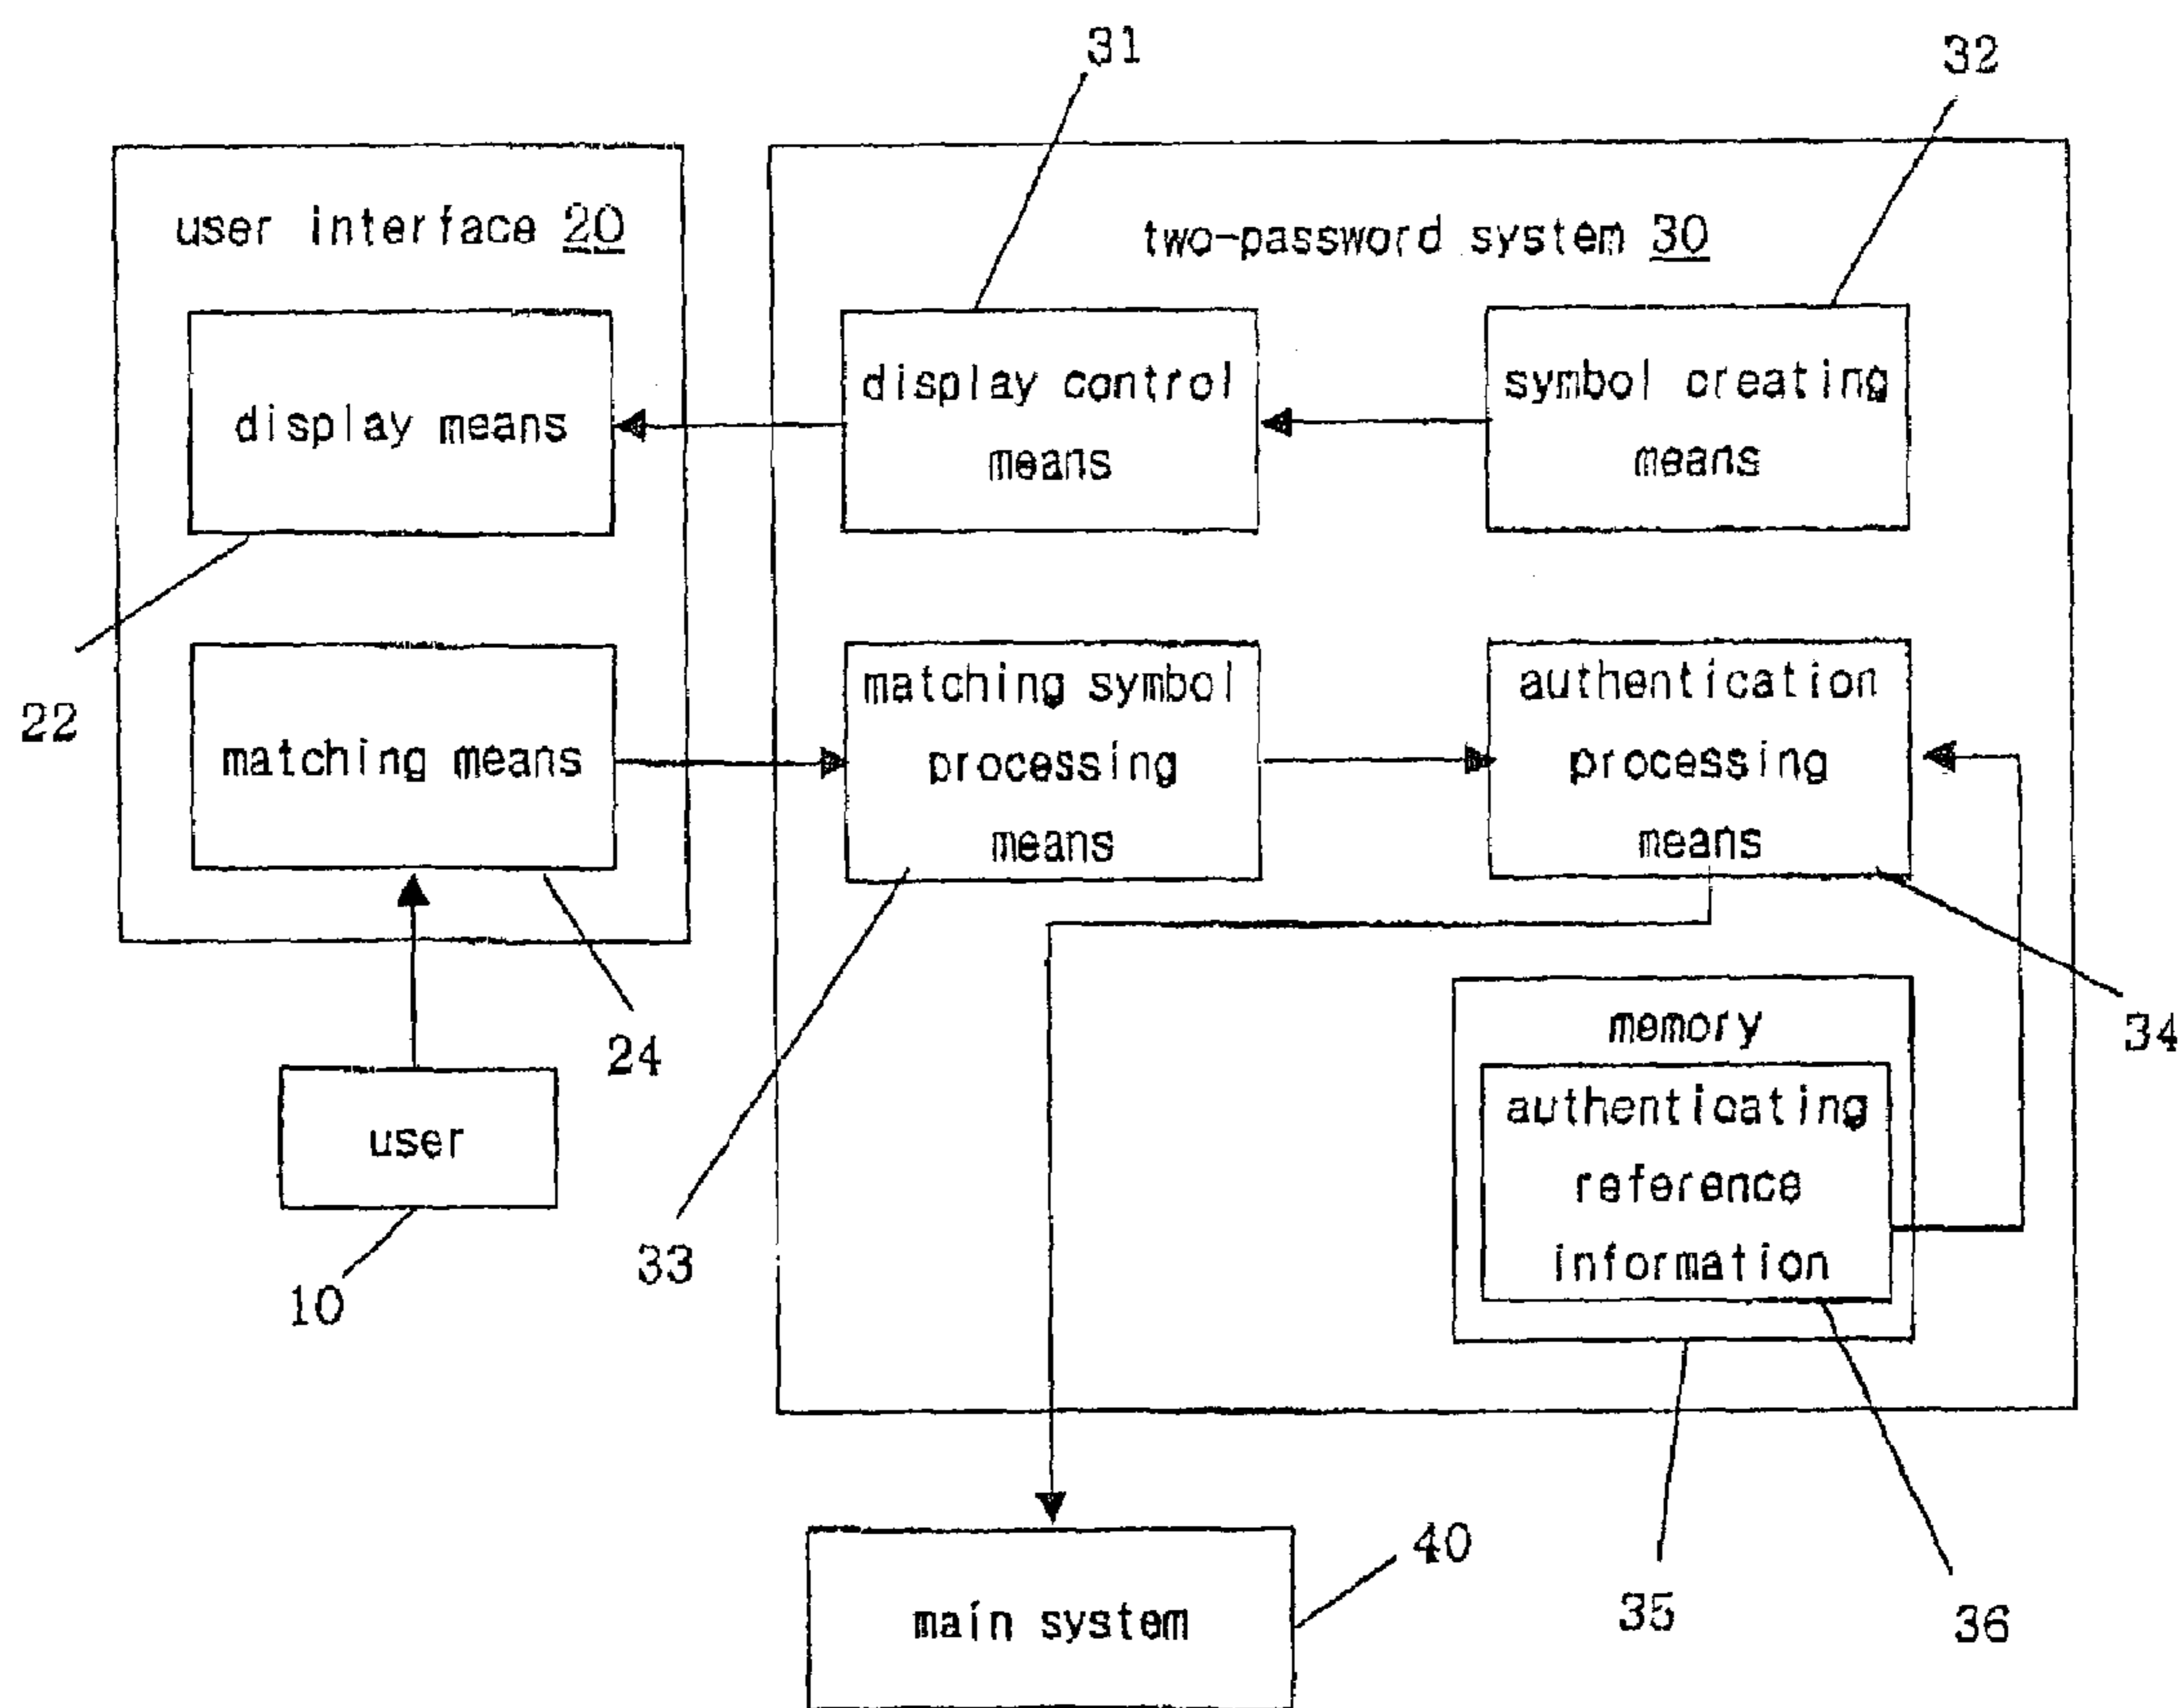 31
32
user interface 20
two-password system 30
display means
display control
means
symbol creating
means
22
matching means
matching symbol
processing
means
authentication
processing
means
24
34
user
memory
authenticating
reference
information
33
10
40
main system
35
36